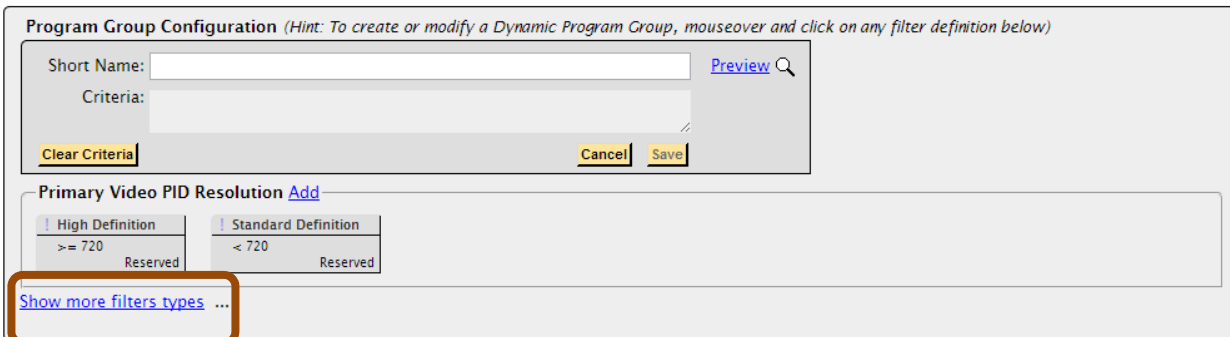 Program Group Configuration (Hint: To create or modify a Dynamic Program Group, mouseover and click on any filter definition below)
Short Name: Preview
Criteria:
Clear Criteria Cancel Save
Primary Video PID Resolution Add
! High Definition ! Standard Definition
>= 720 < 720
Reserved Reserved
Show more filters types ...